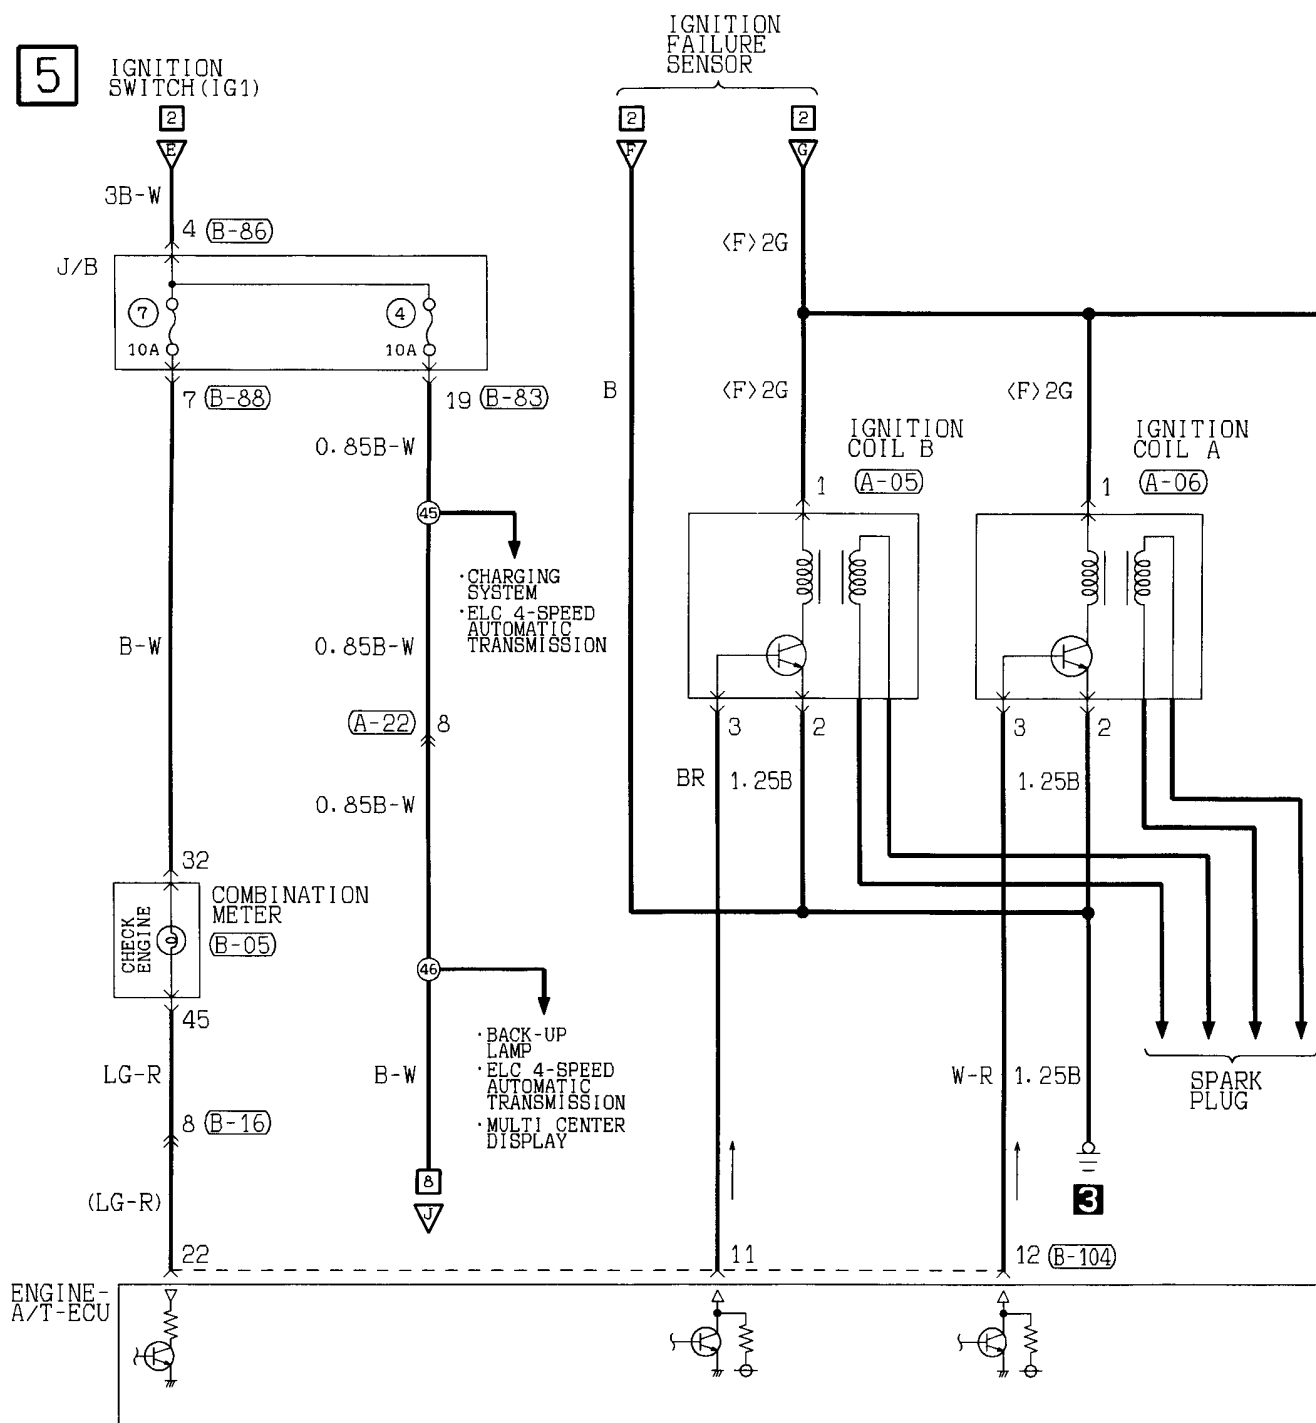 5
IGNITION
SWITCH(IG1)
2
E
3B-W
4 B-86
J/B
7
10A
4
10A
7 B-88
19 B-83
0.85B-W
45
·CHARGING
SYSTEM
·ELC 4-SPEED
AUTOMATIC
TRANSMISSION
B-W
0.85B-W
A-22 8
0.85B-W
32
COMBINATION
METER
B-05
CHECK
ENGINE
45
46
·BACK-UP
LAMP
·ELC 4-SPEED
AUTOMATIC
TRANSMISSION
·MULTI CENTER
DISPLAY
LG-R
B-W
8 B-16
8
J
(LG-R)
22
IGNITION
FAILURE
SENSOR
2
F
2
G
<F>2G
B
<F>2G
<F>2G
IGNITION
COIL B
A-05
1
IGNITION
COIL A
A-06
1
3
2
3
2
BR
1.25B
1.25B
W-R
1.25B
SPARK
PLUG
3
11
12 B-104
ENGINE-
A/T-ECU